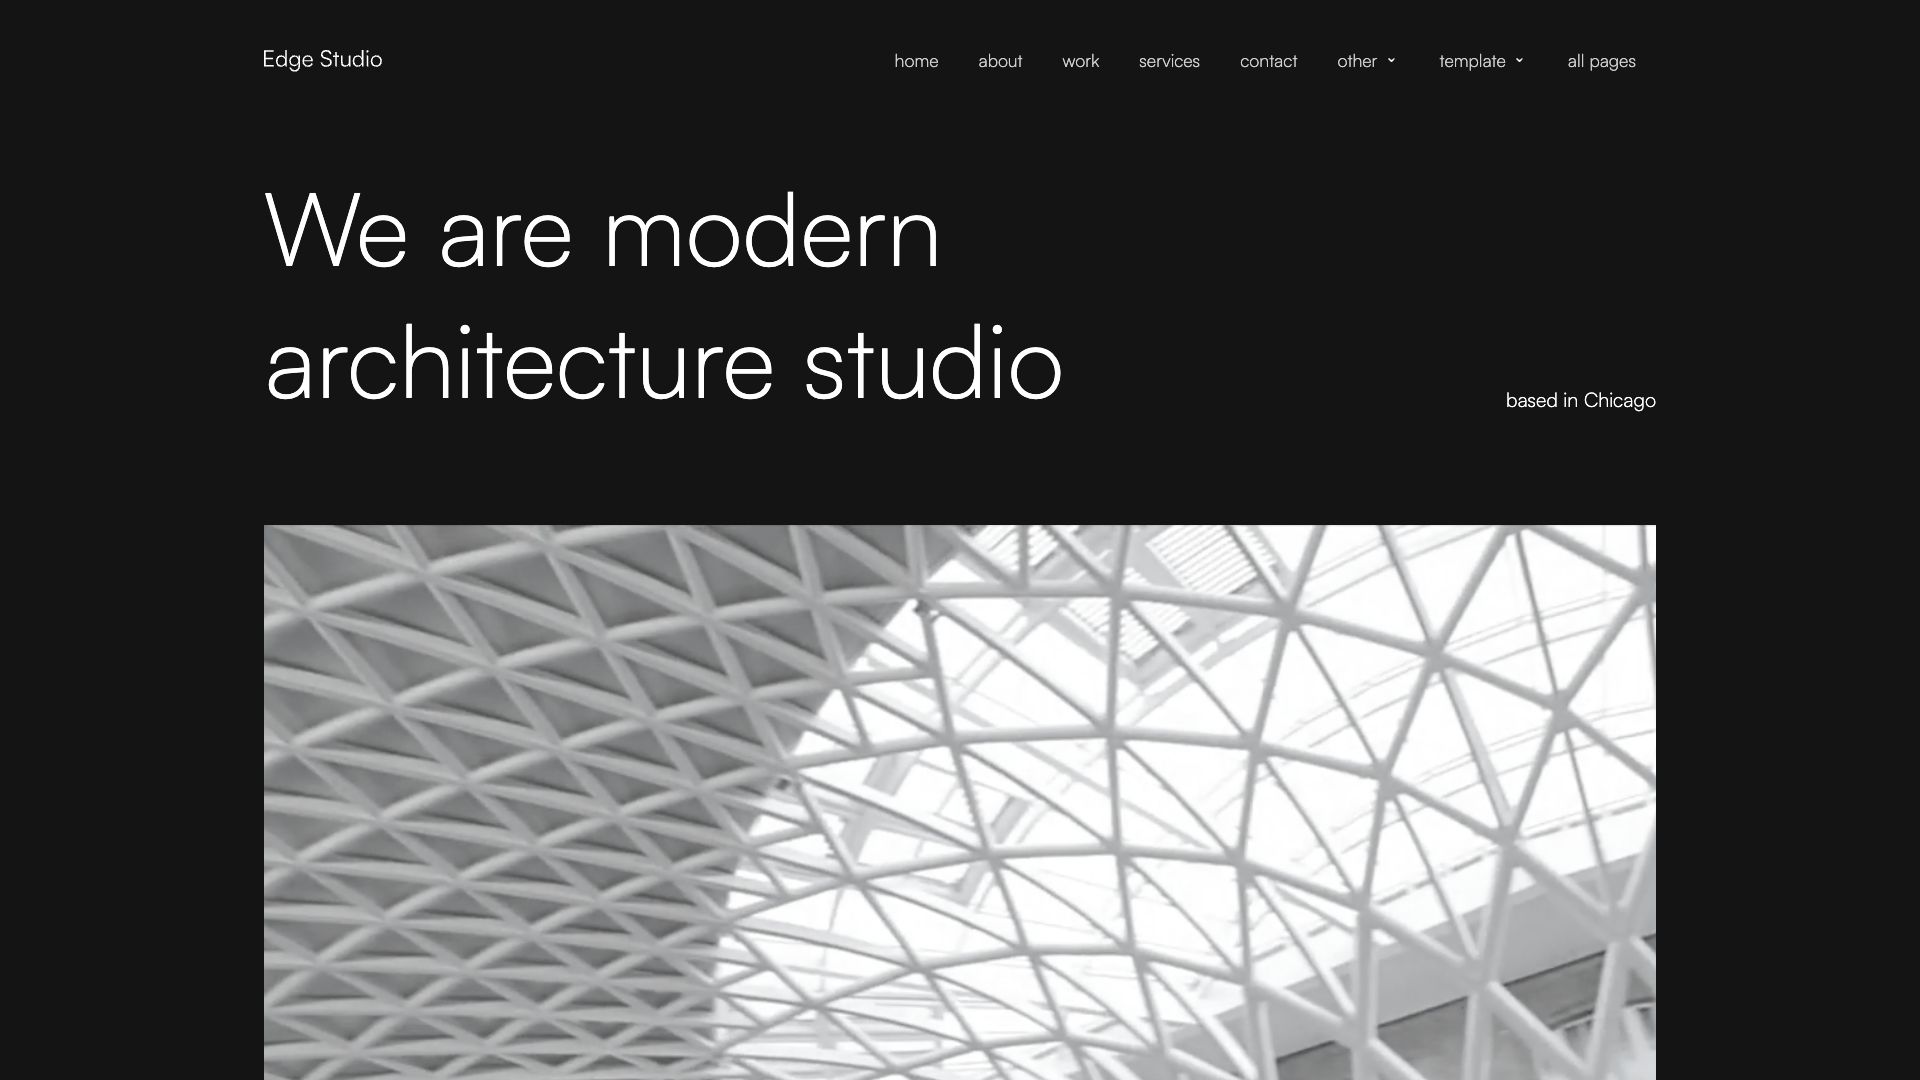 Edge Studio
home about work services contact other template all pages
We are modern
architecture studio
based in Chicago